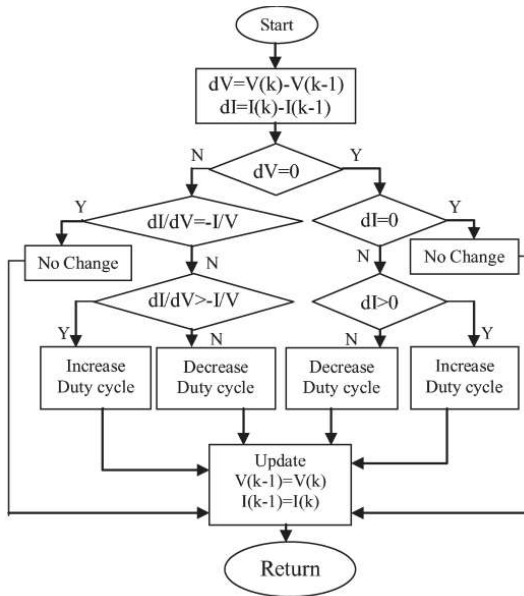 Start
dV=V(k)-V(k-1)
dI=I(k)-I(k-1)
N
Y
dV=0
Y
dI/dV=-I/V
dI=0
Y
No Change
N
N
No Change
dI/dV>-I/V
dI>0
Y
N
N
Y
Increase
Duty cycle
Decrease
Duty cycle
Decrease
Duty cycle
Increase
Duty cycle
Update
V(k-1)=V(k)
I(k-1)=I(k)
Return